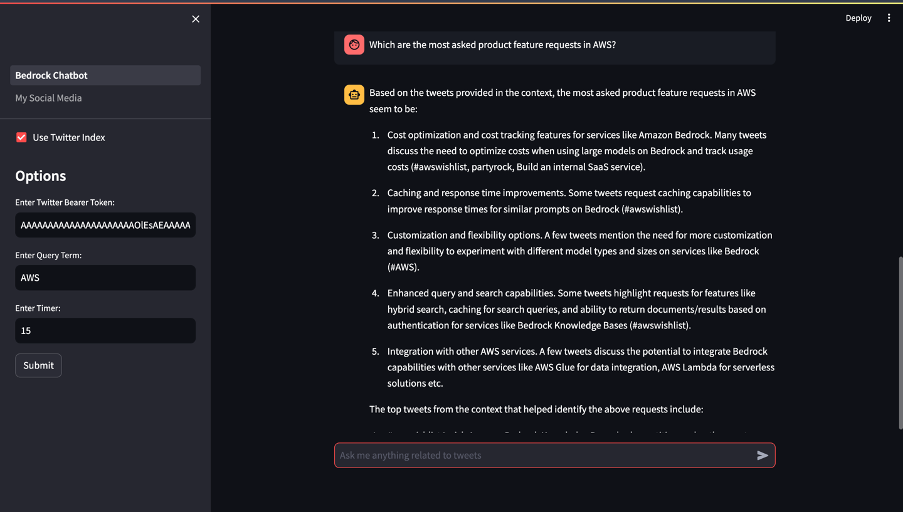 Deploy
Bedrock Chatbot
My Social Media
Use Twitter Index
Options
Enter Twitter Bearer Token:
AAAAAAAAAAAAAAAAAAAAAOlEsAEAAAAA
Enter Query Term:
AWS
Enter Timer:
15
Submit
Which are the most asked product feature requests in AWS?
Based on the tweets provided in the context, the most asked product feature requests in AWS
seem to be:
1. Cost optimization and cost tracking features for services like Amazon Bedrock. Many tweets
discuss the need to optimize costs when using large models on Bedrock and track usage
costs (#awswishlist, partyrock, Build an internal SaaS service).
2. Caching and response time improvements. Some tweets request caching capabilities to
improve response times for similar prompts on Bedrock (#awswishlist).
3. Customization and flexibility options. A few tweets mention the need for more customization
and flexibility to experiment with different model types and sizes on services like Bedrock
(#AWS).
4. Enhanced query and search capabilities. Some tweets highlight requests for features like
hybrid search, caching for search queries, and ability to return documents/results based on
authentication for services like Bedrock Knowledge Bases (#awswishlist).
5. Integration with other AWS services. A few tweets discuss the potential to integrate Bedrock
capabilities with other services like AWS Glue for data integration, AWS Lambda for serverless
solutions etc.
The top tweets from the context that helped identify the above requests include:
Ask me anything related to tweets